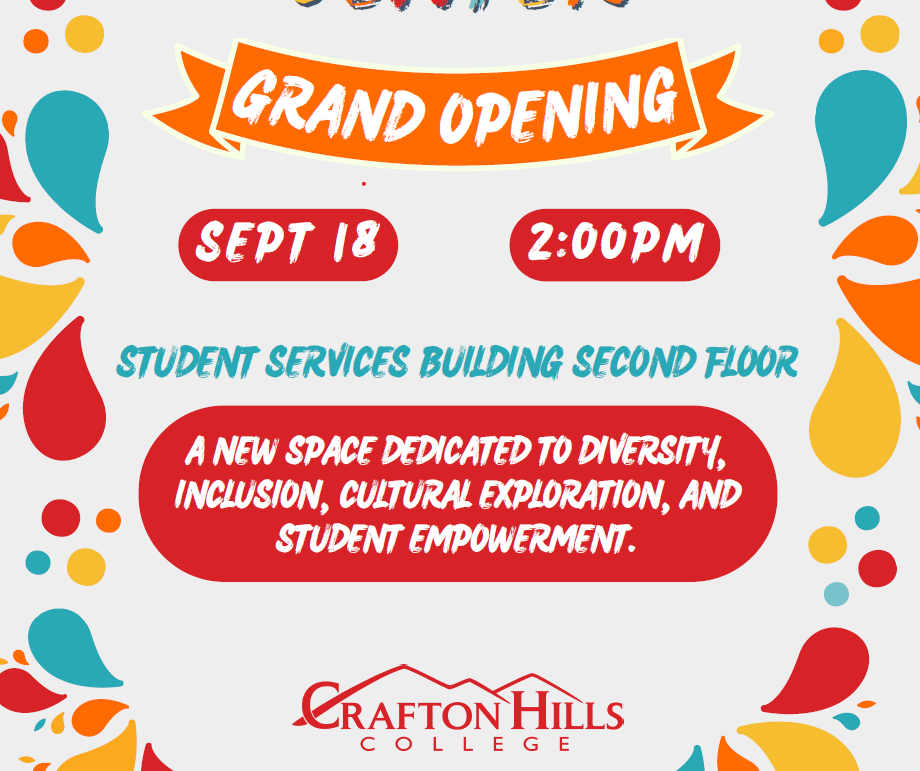 GRAND OPENING
SEPT 18
2:00PM
STUDENT SERVICES BUILDING SECOND FLOOR
A NEW SPACE DEDICATED TO DIVERSITY,
INCLUSION, CULTURAL EXPLORATION, AND
STUDENT EMPOWERMENT.
CRAFTON HILLS
COLLEGE